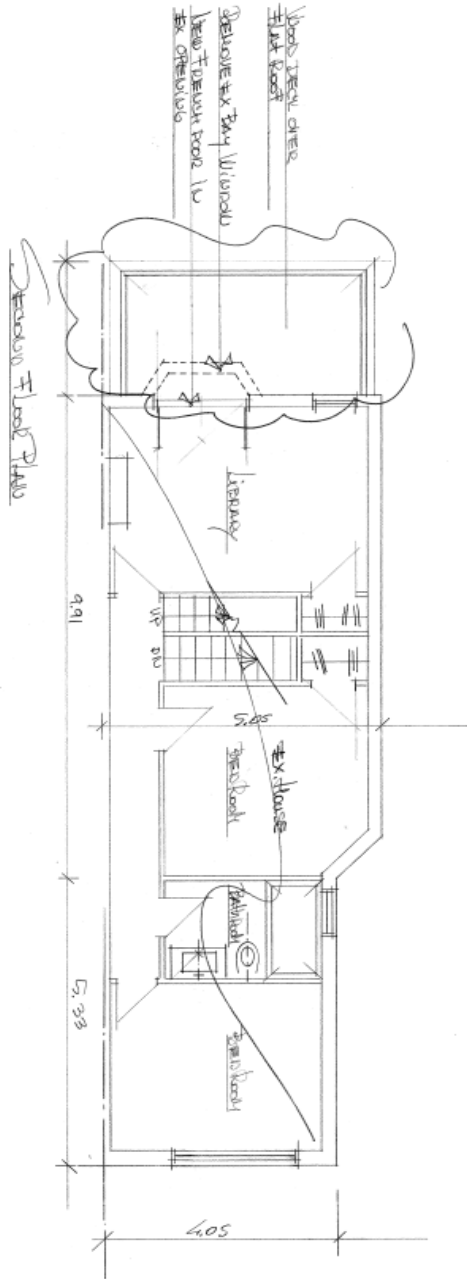 WOOD DECK OVER
FLAT ROOF
REMOVE EX BAY WINDOW
NEW FRENCH DOOR IN
EX OPENING
LIBRARY
UP
DN
9.91
5.05
EX. HOUSE
BED ROOM
BATHROOM
5.33
BED ROOM
4.05
SECOND FLOOR PLAN